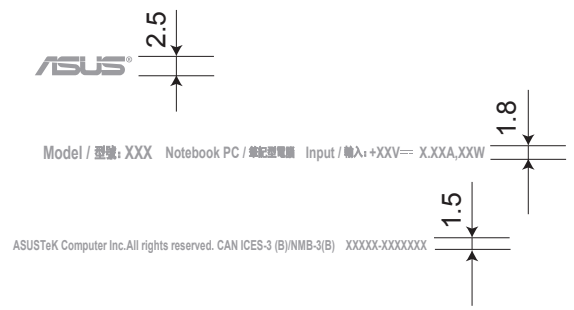 2.5
ASUS®
1.8
Model / 型號: XXX Notebook PC / 筆記型電腦 Input / 輸入: +XXV⎓ X.XXA,XXW
1.5
ASUSTeK Computer Inc.All rights reserved. CAN ICES-3 (B)/NMB-3(B) XXXXX-XXXXXXX